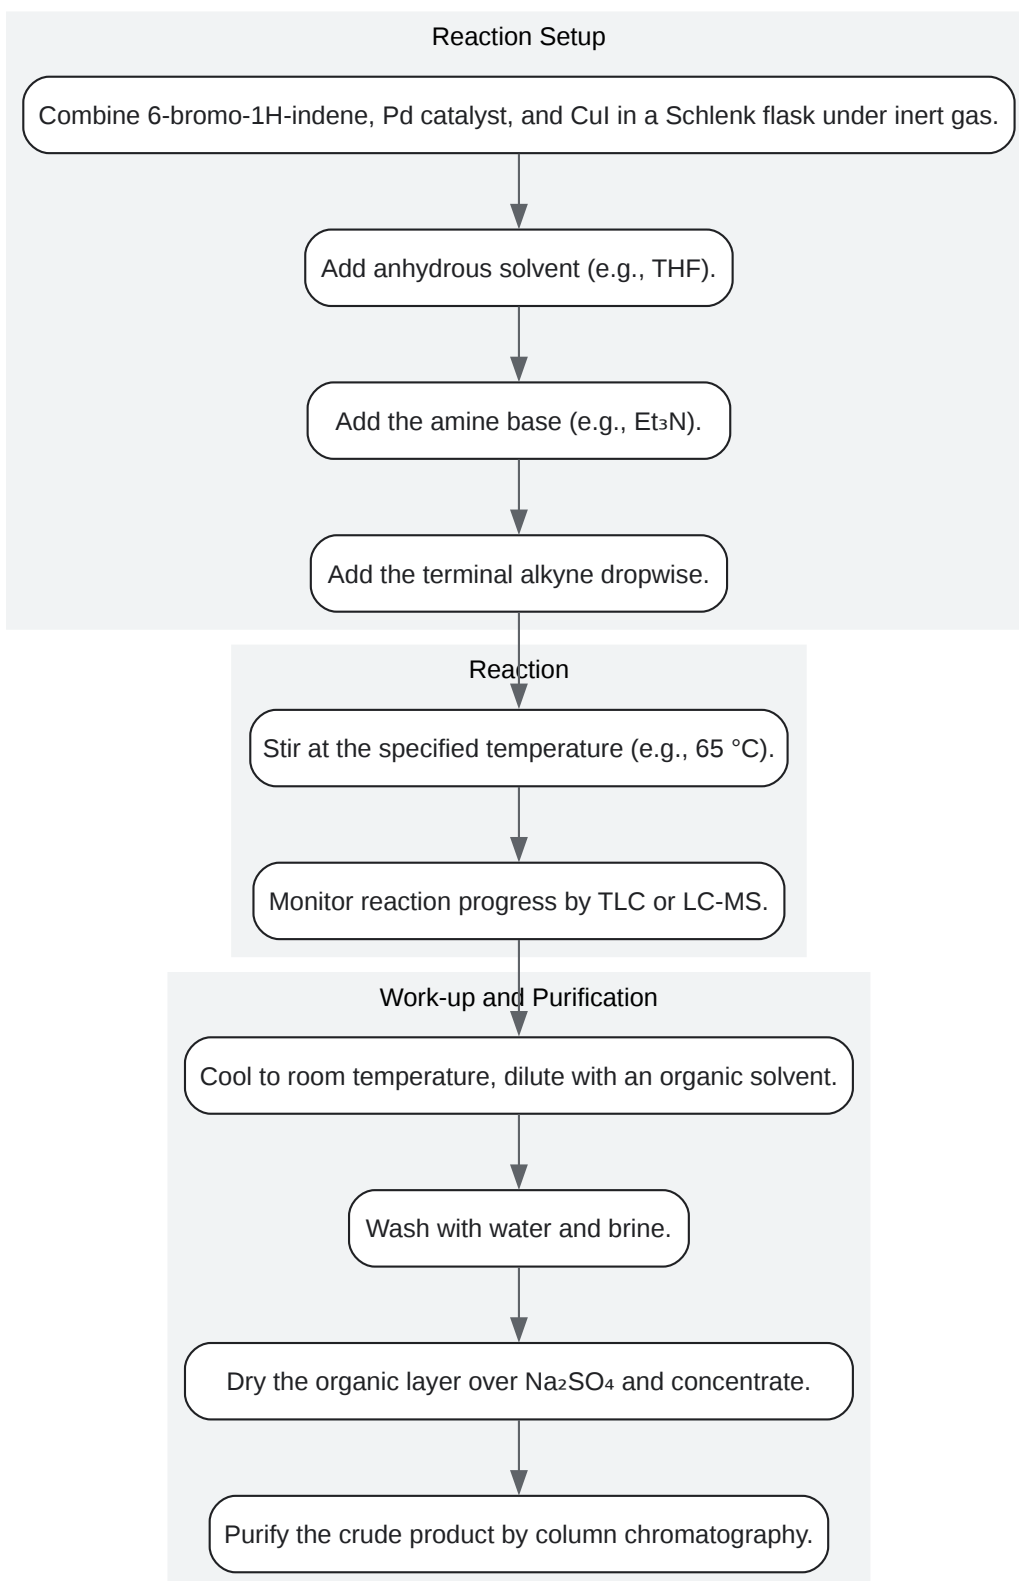 Reaction Setup
Combine 6-bromo-1H-indene, Pd catalyst, and CuI in a Schlenk flask under inert gas.
Add anhydrous solvent (e.g., THF).
Add the amine base (e.g., Et₃N).
Add the terminal alkyne dropwise.
Reaction
Stir at the specified temperature (e.g., 65 °C).
Monitor reaction progress by TLC or LC-MS.
Work-up and Purification
Cool to room temperature, dilute with an organic solvent.
Wash with water and brine.
Dry the organic layer over Na₂SO₄ and concentrate.
Purify the crude product by column chromatography.